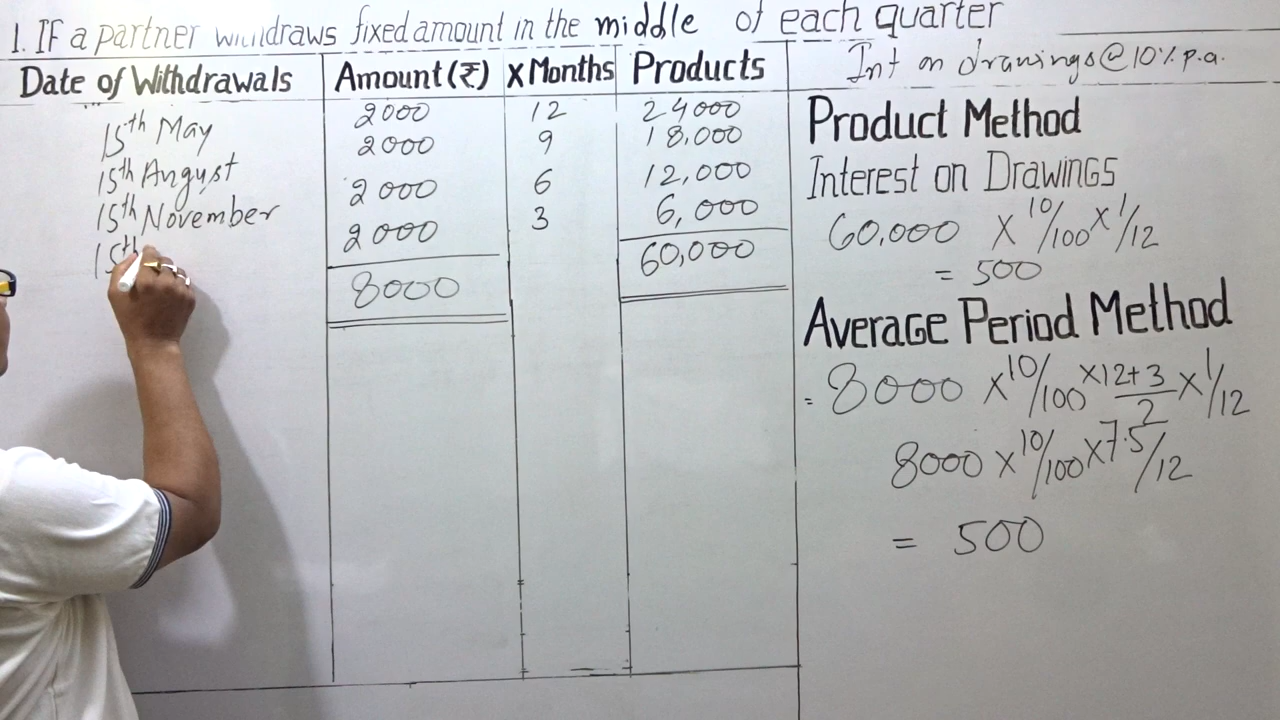 1. IF a partner withdraws fixed amount in the middle of each quarter
Date of Withdrawals Amount (₹) x Months Products
15th May 2000 12 24000
15th Angust 2000 9 18,000
15th November 2000 6 12,000
15th 2000 3 6,000
8000 60,000
Int on drawings @ 10% p.a.
Product Method
Interest on Drawings
60,000 x 10/100 x 1/12
= 500
Average Period Method
= 8000 x 10/100 x 12+3/2 x 1/12
8000 x 10/100 x 7.5/12
= 500